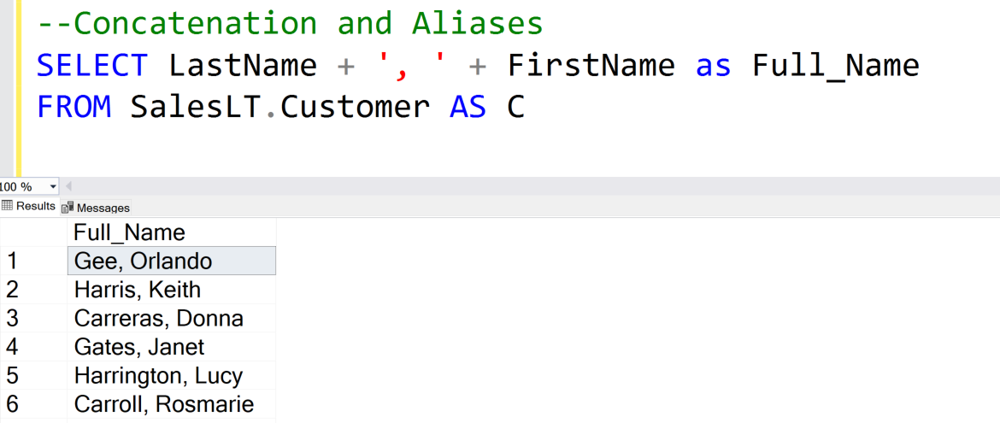 --Concatenation and Aliases
SELECT LastName + ', ' + FirstName as Full_Name
FROM SalesLT.Customer AS C
100 %
Results Messages
Full_Name
1 Gee, Orlando
2 Harris, Keith
3 Carreras, Donna
4 Gates, Janet
5 Harrington, Lucy
6 Carroll, Rosmarie